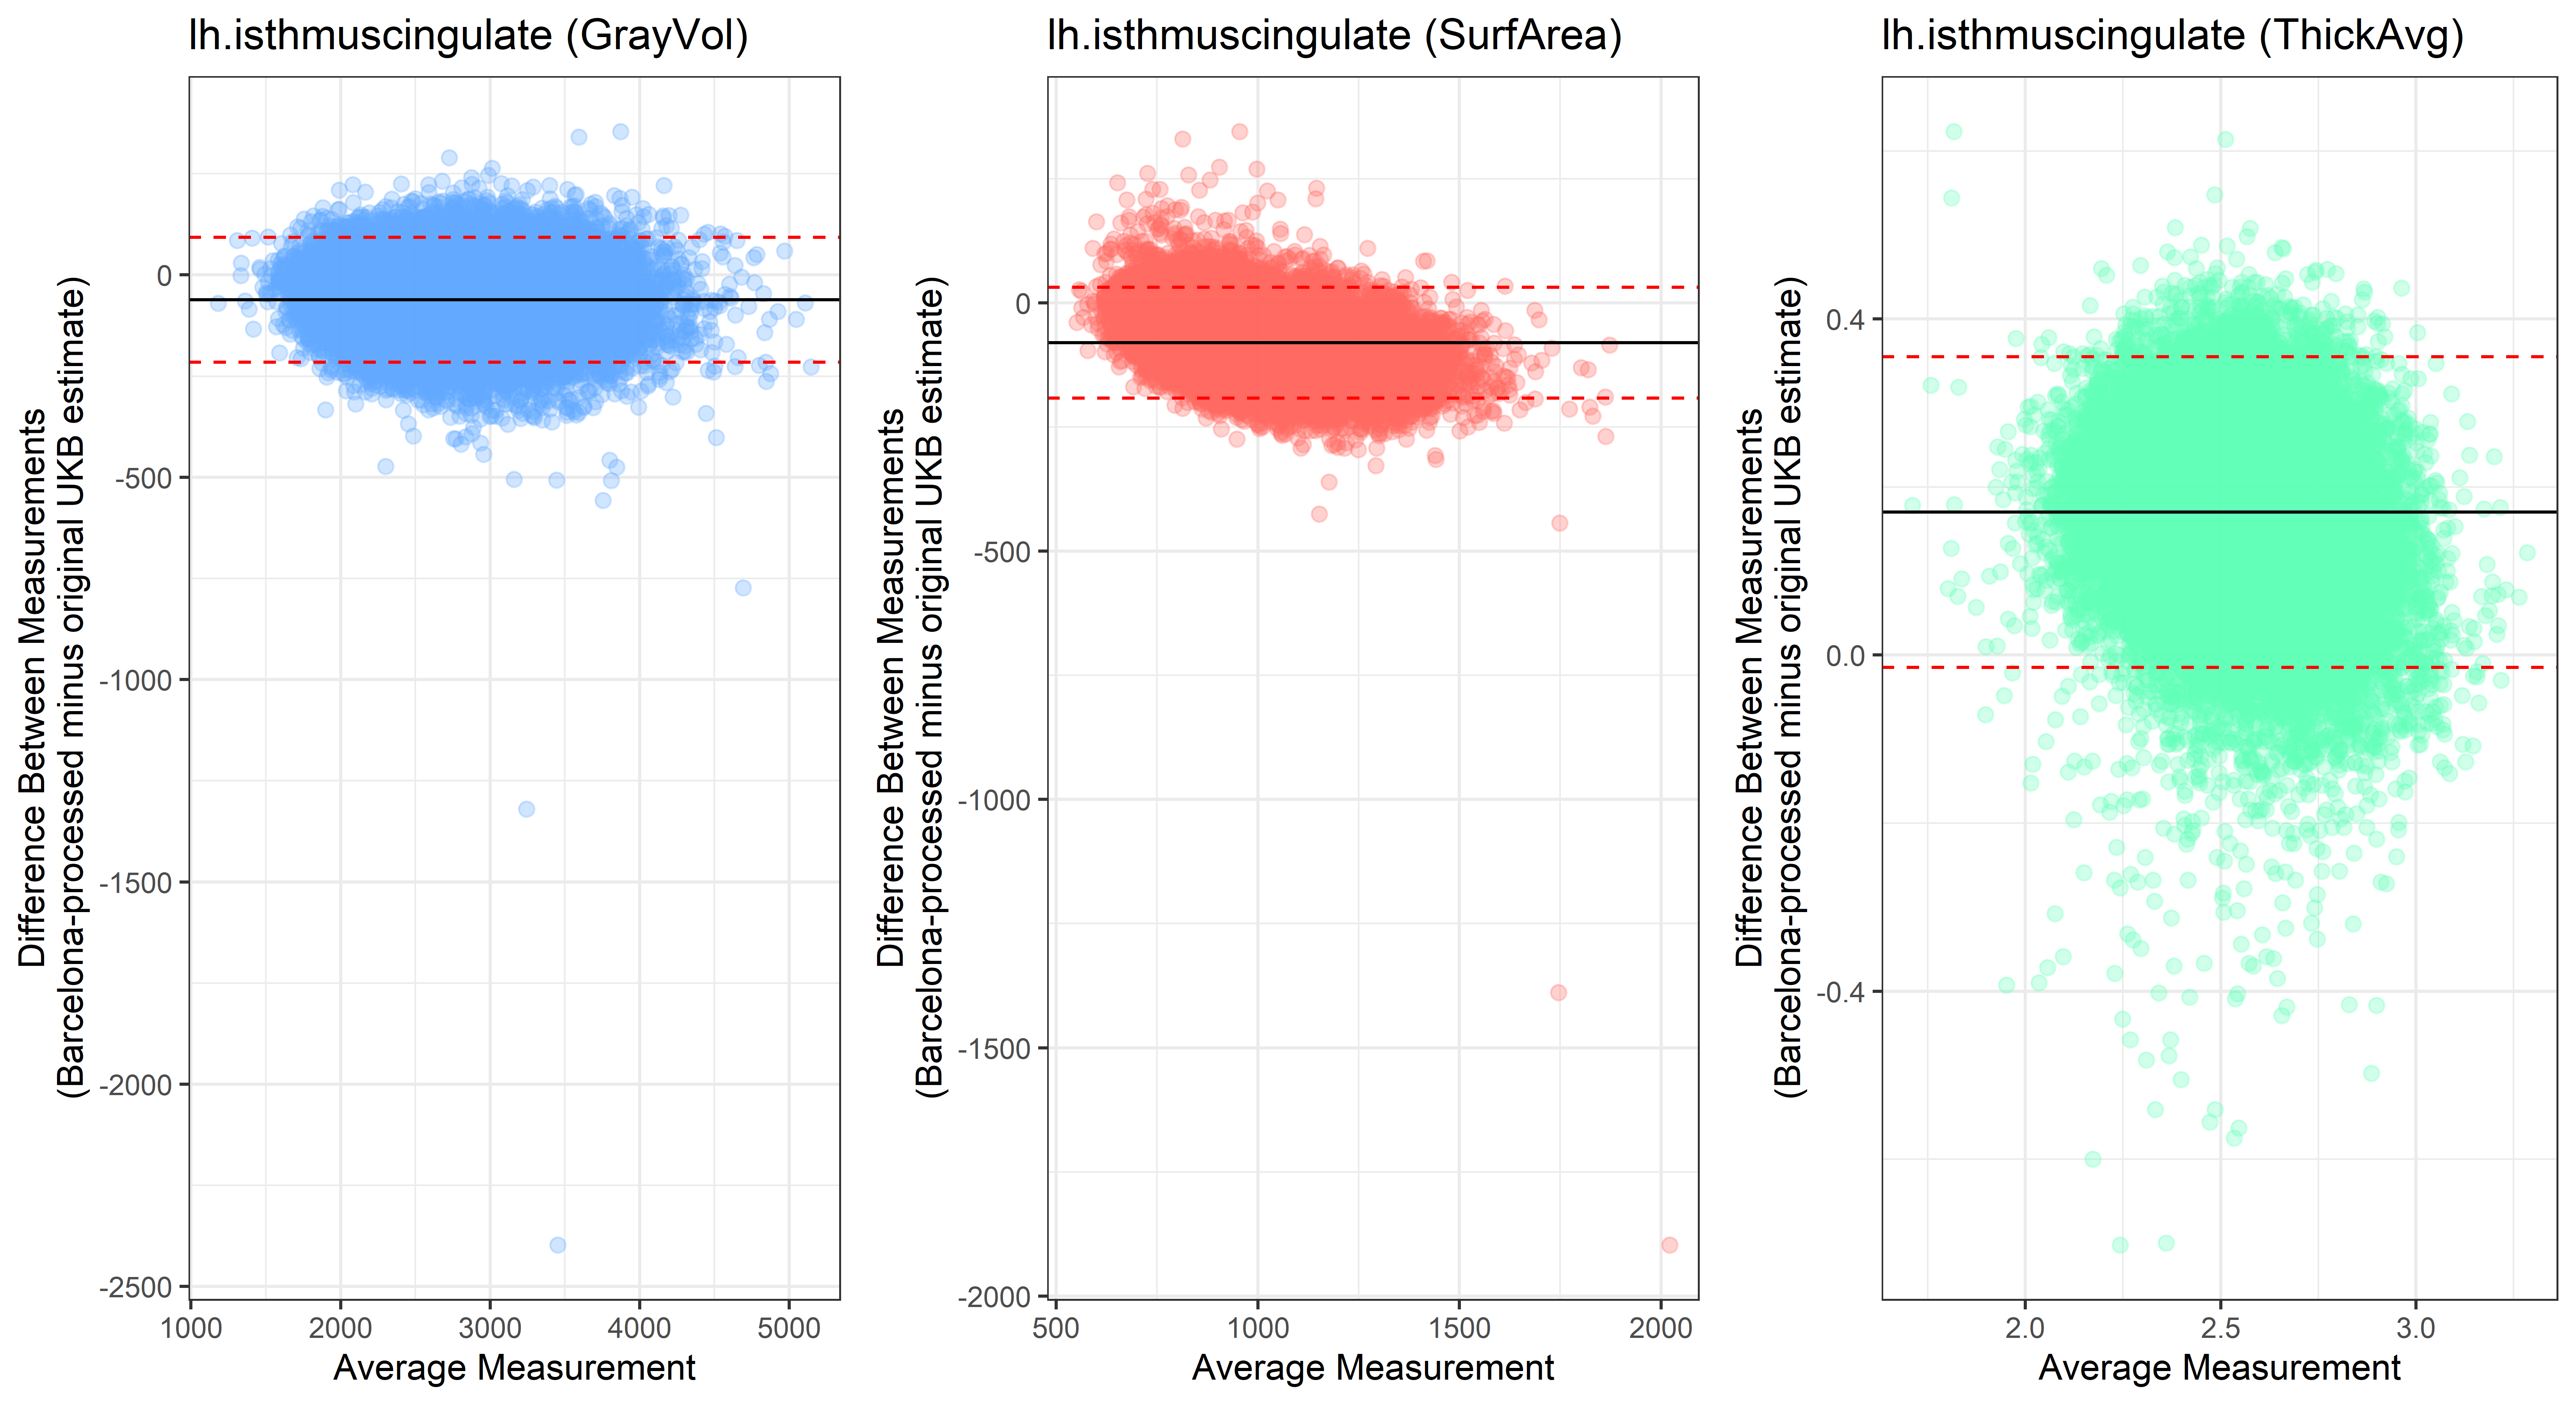 lh.isthmuscingulate (GrayVol)
Difference Between Measurements
(Barcelona-processed minus original UKB estimate)
0
-500
-1000
-1500
-2000
-2500
1000 2000 3000 4000 5000
Average Measurement
lh.isthmuscingulate (SurfArea)
Difference Between Measurements
(Barcelona-processed minus original UKB estimate)
0
-500
-1000
-1500
-2000
500 1000 1500 2000
Average Measurement
lh.isthmuscingulate (ThickAvg)
Difference Between Measurements
(Barcelona-processed minus original UKB estimate)
0.4
0.0
-0.4
2.0 2.5 3.0
Average Measurement